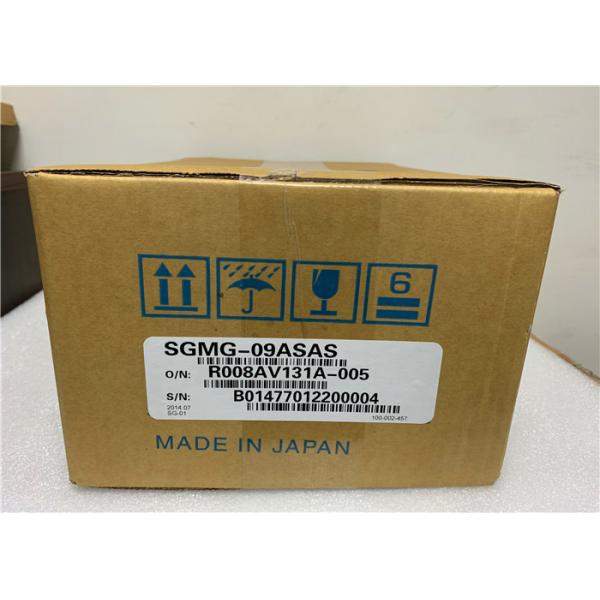 6
SGMG-09ASAS
O/N: R008AV131A-005
S/N: B01477012200004
2014.07
SG-01 100-002-457
MADE IN JAPAN